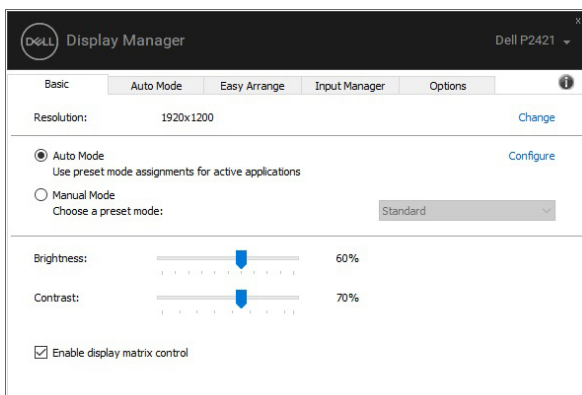 DELL Display Manager Dell P2421
x
Basic Auto Mode Easy Arrange Input Manager Options
Resolution: 1920x1200 Change
Auto Mode Configure
Use preset mode assignments for active applications
Manual Mode
Choose a preset mode: Standard
Brightness: 60%
Contrast: 70%
Enable display matrix control